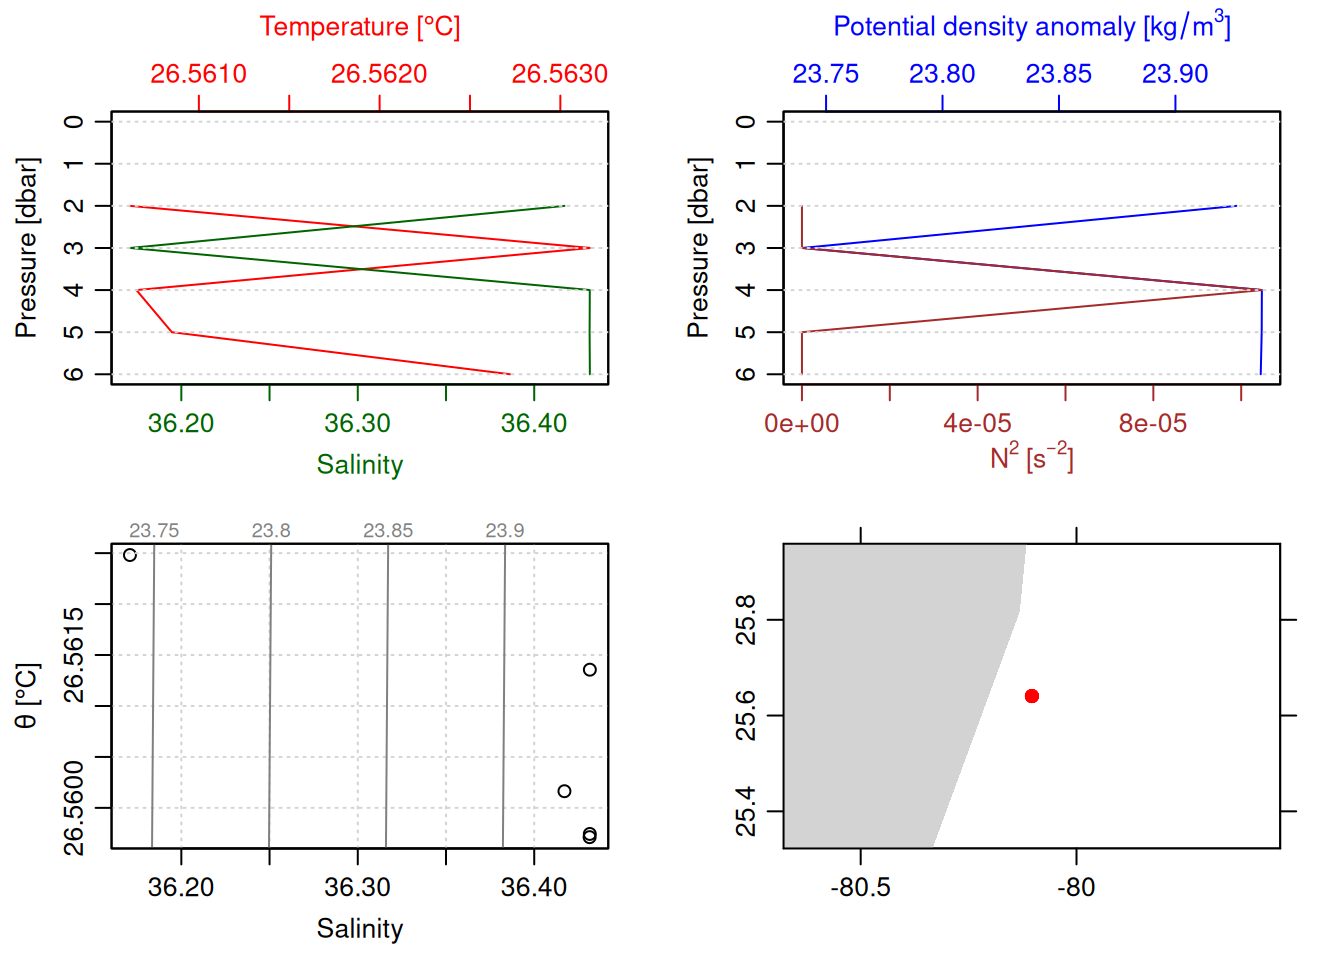 Temperature [°C]
26.5610 26.5620 26.5630
Pressure [dbar]
0 1 2 3 4 5 6
36.20 36.30 36.40
Salinity
Potential density anomaly [kg/m³]
23.75 23.80 23.85 23.90
Pressure [dbar]
0 1 2 3 4 5 6
0e+00 4e-05 8e-05
N² [s⁻²]
23.75 23.8 23.85 23.9
θ [°C]
26.5615
26.5600
36.20 36.30 36.40
Salinity
25.8
25.6
25.4
-80.5 -80